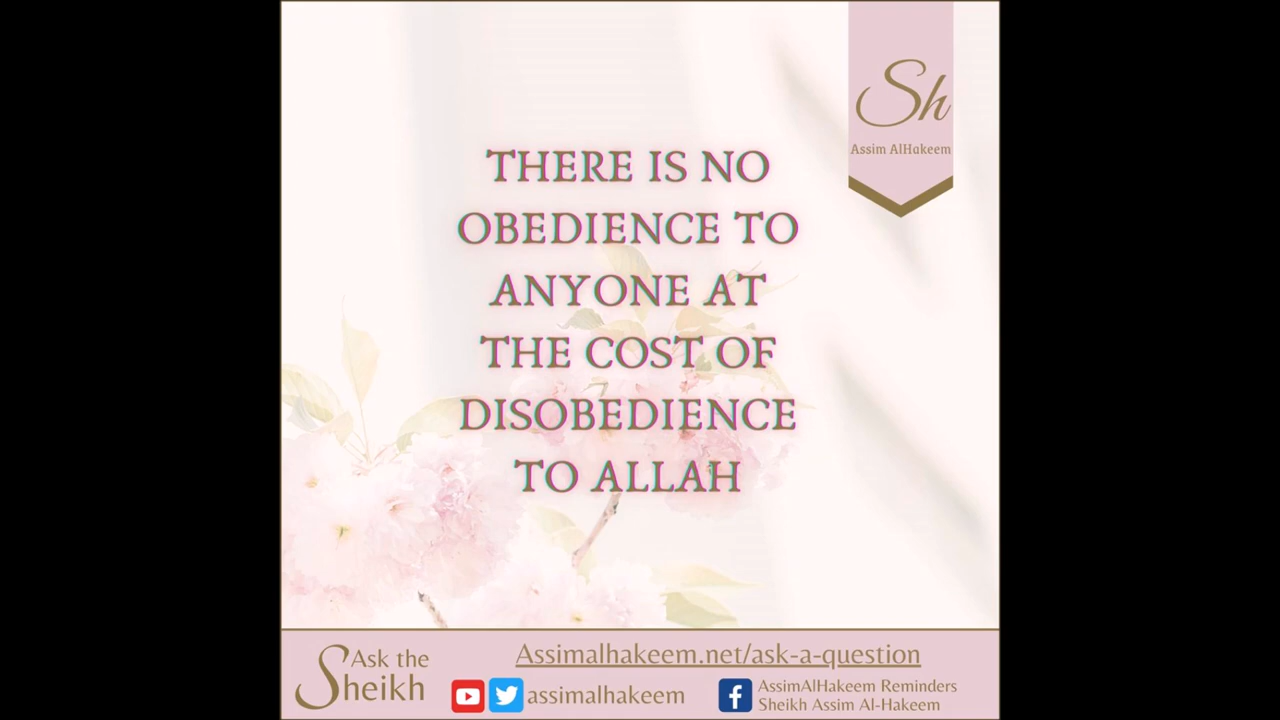 Sh
Assim AlHakeem
THERE IS NO
OBEDIENCE TO
ANYONE AT
THE COST OF
DISOBEDIENCE
TO ALLAH
Ask the
Sheikh
Assimalhakeem.net/ask-a-question
assimalhakeem
AssimAlHakeem Reminders
Sheikh Assim Al-Hakeem